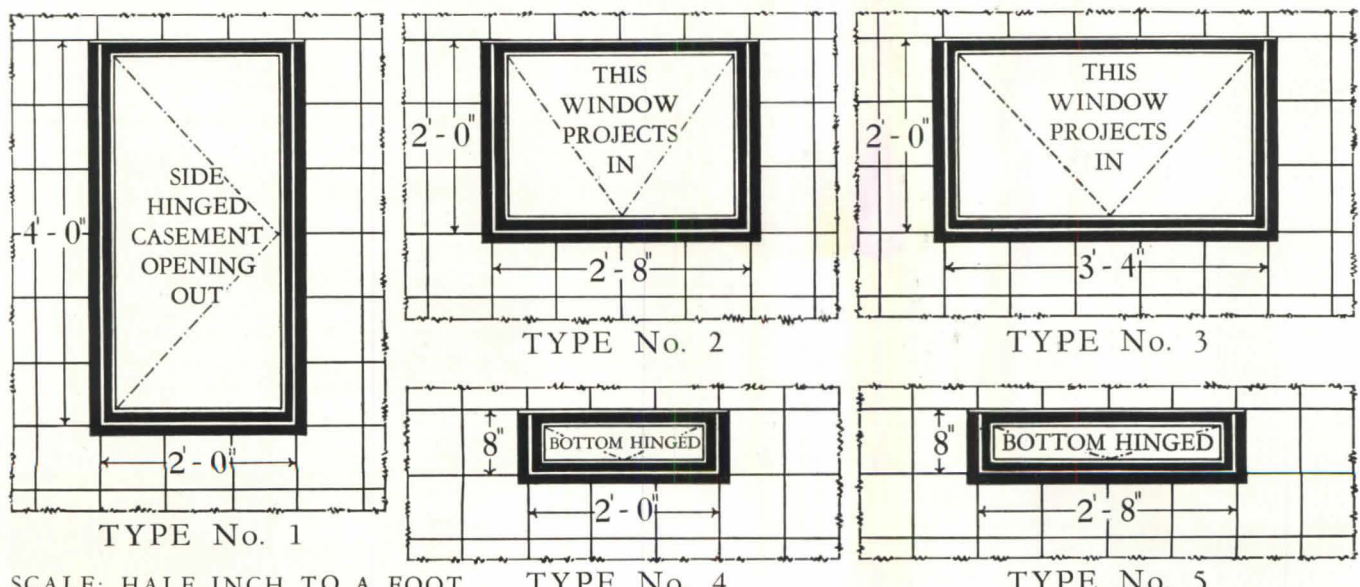 4'-0"
SIDE
HINGED
CASEMENT
OPENING
OUT
2'-0"
TYPE No. 1
2'-0"
THIS
WINDOW
PROJECTS
IN
2'-8"
TYPE No. 2
2'-0"
THIS
WINDOW
PROJECTS
IN
3'-4"
TYPE No. 3
8"
BOTTOM HINGED
2'-0"
TYPE No. 4
8"
BOTTOM HINGED
2'-8"
TYPE No. 5
SCALE: HALF INCH TO A FOOT